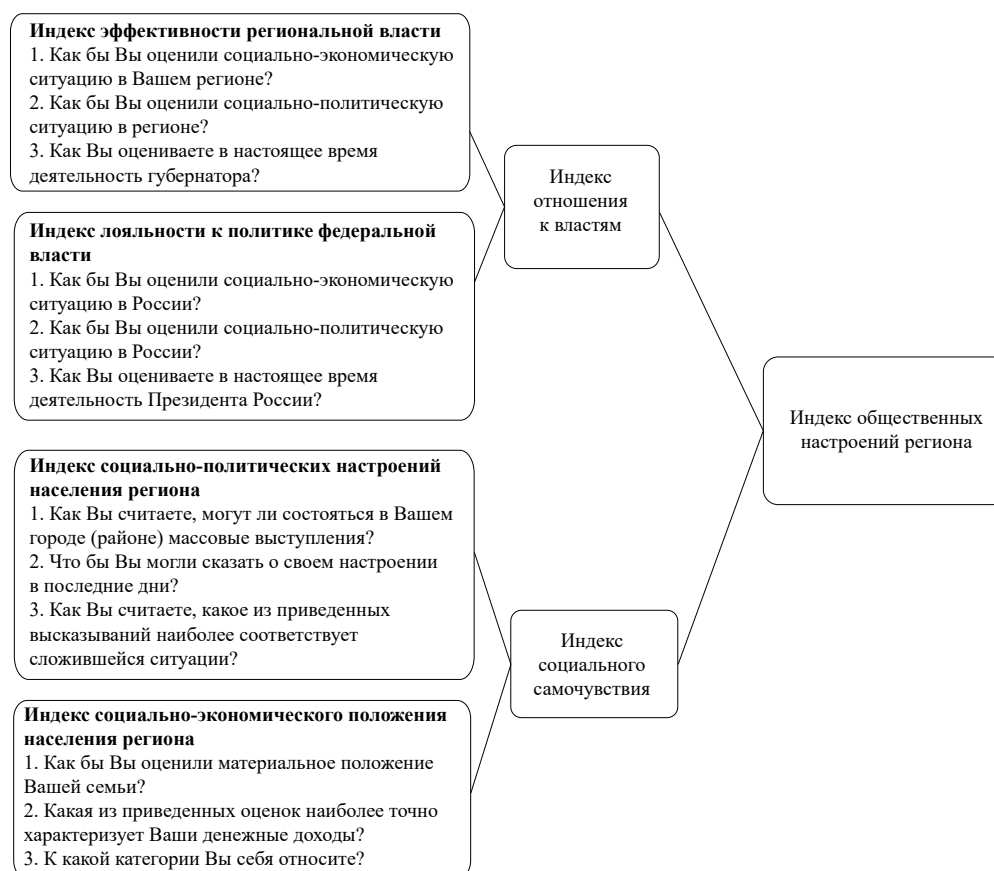 Индекс эффективности региональной власти
1. Как бы Вы оценили социально-экономическую
ситуацию в Вашем регионе?
2. Как бы Вы оценили социально-политическую
ситуацию в регионе?
3. Как Вы оцениваете в настоящее время
деятельность губернатора?
Индекс лояльности к политике федеральной
власти
1. Как бы Вы оценили социально-экономическую
ситуацию в России?
2. Как бы Вы оценили социально-политическую
ситуацию в России?
3. Как Вы оцениваете в настоящее время
деятельность Президента России?
Индекс
отношения
к властям
Индекс социально-политических настроений
населения региона
1. Как Вы считаете, могут ли состояться в Вашем
городе (районе) массовые выступления?
2. Что бы Вы могли сказать о своем настроении
в последние дни?
3. Как Вы считаете, какое из приведенных
высказываний наиболее соответствует
сложившейся ситуации?
Индекс социально-экономического положения
населения региона
1. Как бы Вы оценили материальное положение
Вашей семьи?
2. Какая из приведенных оценок наиболее точно
характеризует Ваши денежные доходы?
3. К какой категории Вы себя относите?
Индекс
социального
самочувствия
Индекс общественных
настроений региона